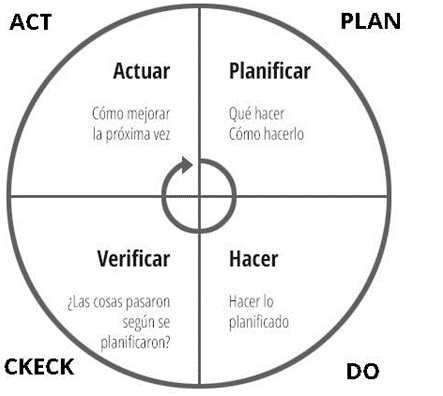 ACT
PLAN
Actuar
Cómo mejorar
la próxima vez
Planificar
Qué hacer
Cómo hacerlo
Verificar
¿Las cosas pasaron
según se
planificaron?
Hacer
Hacer lo
planificado
CKECK
DO